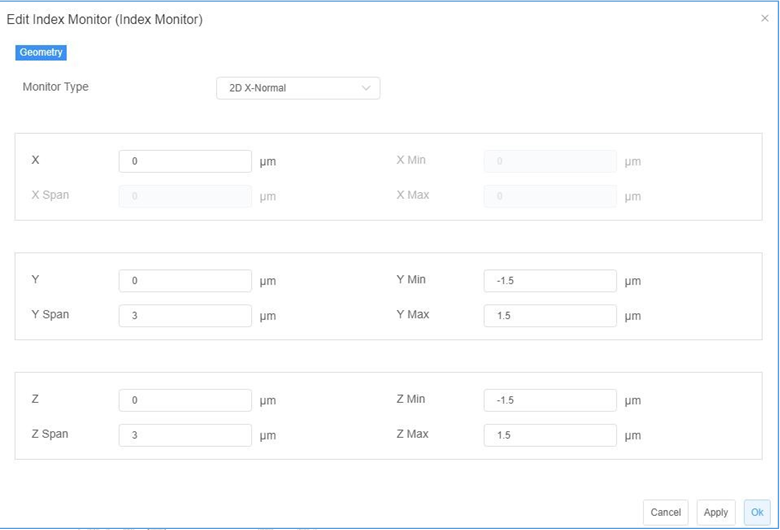 Edit Index Monitor (Index Monitor) ×
Geometry
Monitor Type 2D X-Normal
X 0 μm X Min 0 μm
X Span 0 μm X Max 0 μm
Y 0 μm Y Min -1.5 μm
Y Span 3 μm Y Max 1.5 μm
Z 0 μm Z Min -1.5 μm
Z Span 3 μm Z Max 1.5 μm
Cancel Apply Ok